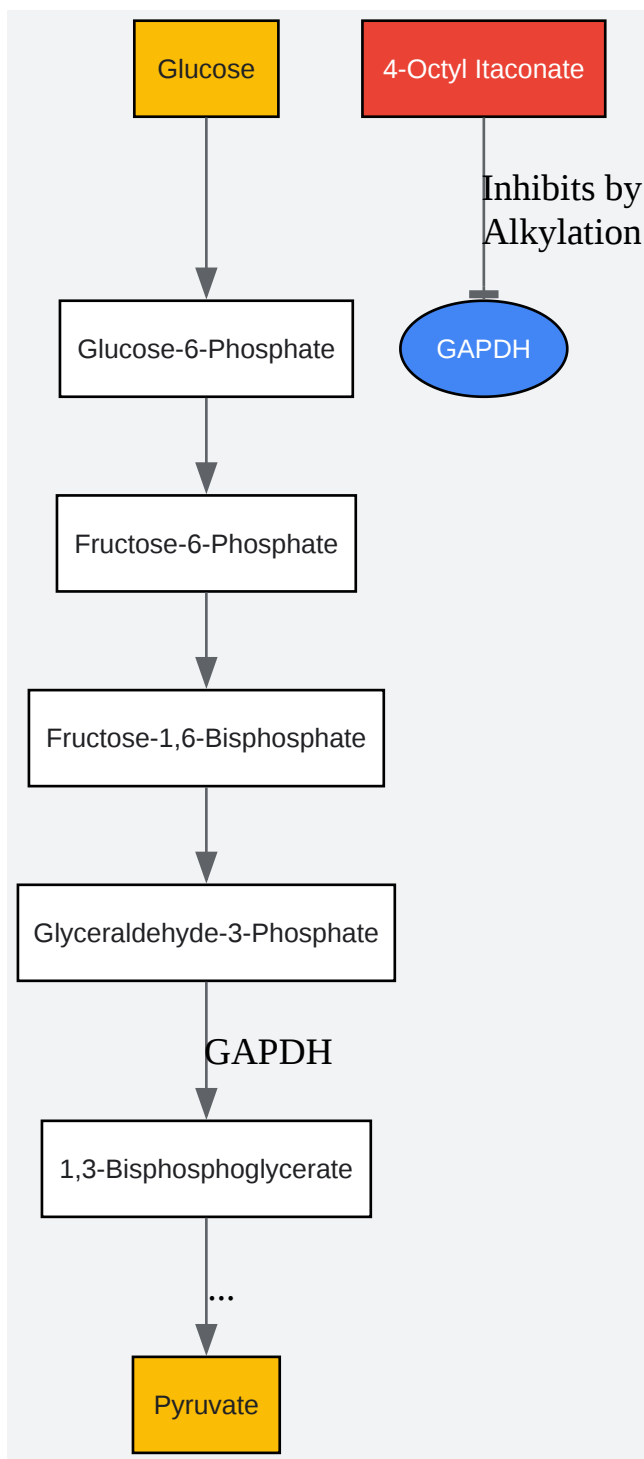 Glucose
4-Octyl Itaconate
Inhibits by
Alkylation
Glucose-6-Phosphate
GAPDH
Fructose-6-Phosphate
Fructose-1,6-Bisphosphate
Glyceraldehyde-3-Phosphate
GAPDH
1,3-Bisphosphoglycerate
...
Pyruvate